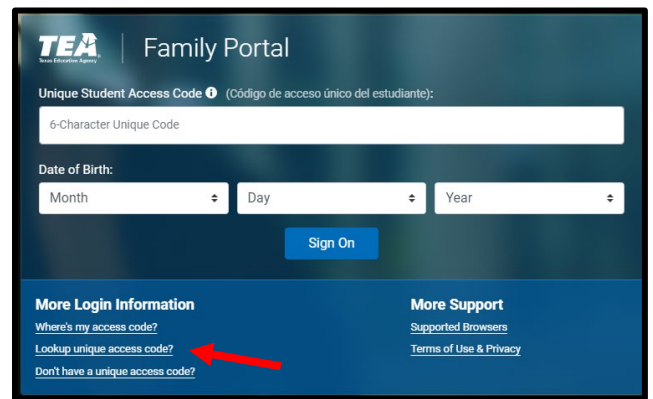 TEA
Texas Education Agency
Family Portal
Unique Student Access Code (Código de acceso único del estudiante):
6-Character Unique Code
Date of Birth:
Month Day Year
Sign On
More Login Information
Where's my access code?
Lookup unique access code?
Don't have a unique access code?
More Support
Supported Browsers
Terms of Use & Privacy